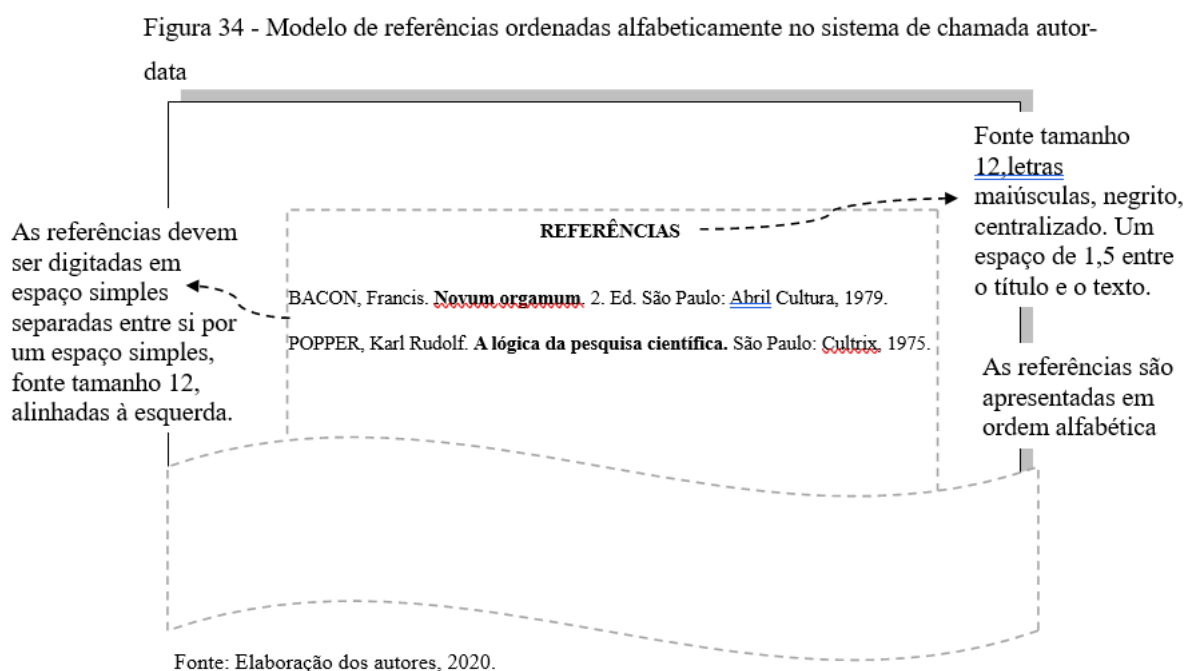 Figura 34 - Modelo de referências ordenadas alfabeticamente no sistema de chamada autor-
data
As referências devem
ser digitadas em
espaço simples
separadas entre si por
um espaço simples,
fonte tamanho 12,
alinhadas à esquerda.
REFERÊNCIAS
BACON, Francis. Novum orgamum. 2. Ed. São Paulo: Abril Cultura, 1979.
POPPER, Karl Rudolf. A lógica da pesquisa científica. São Paulo: Cultrix, 1975.
Fonte tamanho
12,letras
maiúsculas, negrito,
centralizado. Um
espaço de 1,5 entre
o título e o texto.
As referências são
apresentadas em
ordem alfabética
Fonte: Elaboração dos autores, 2020.